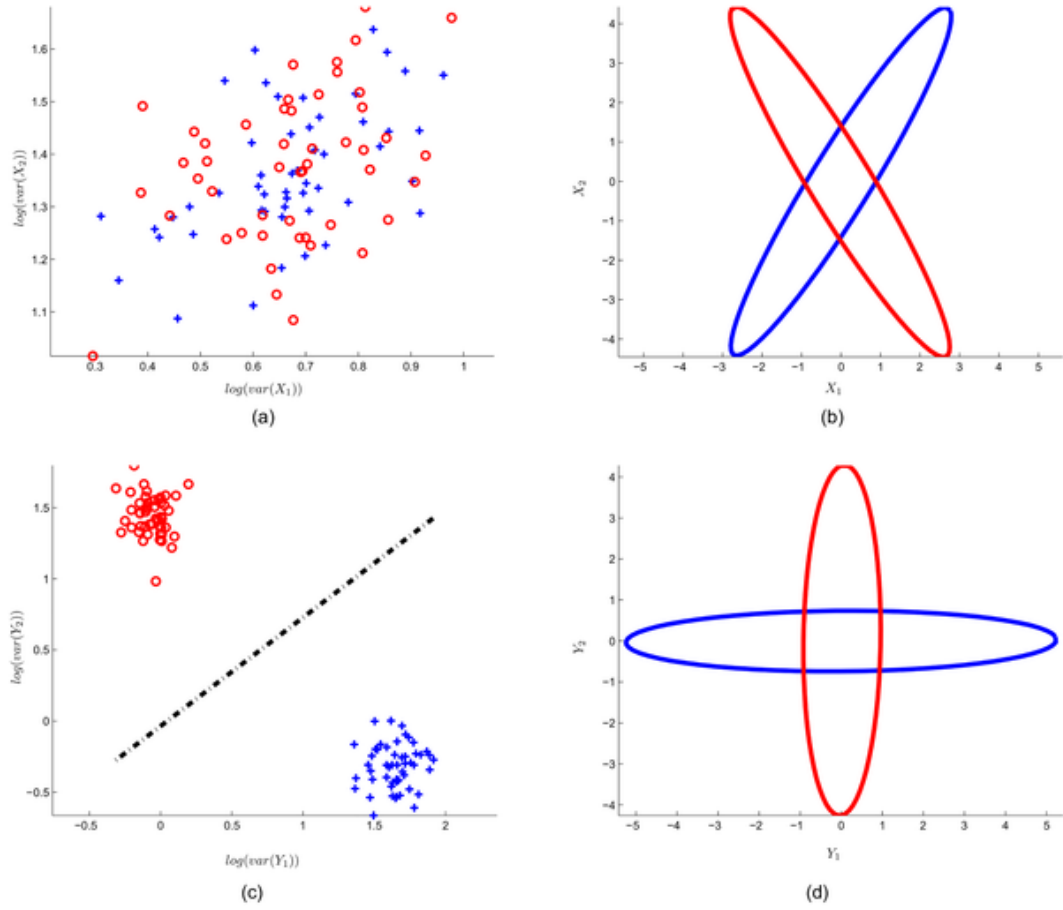 log(var(X₂))
1.6
1.5
1.4
1.3
1.2
1.1
0.3 0.4 0.5 0.6 0.7 0.8 0.9 1
log(var(X₁))
(a)
X₂
4
3
2
1
0
−1
−2
−3
−4
−5 −4 −3 −2 −1 0 1 2 3 4 5
X₁
(b)
log(var(Y₂))
1.5
1
0.5
0
−0.5
−0.5 0 0.5 1 1.5 2
log(var(Y₁))
(c)
Y₂
4
3
2
1
0
−1
−2
−3
−4
−5 −4 −3 −2 −1 0 1 2 3 4 5
Y₁
(d)